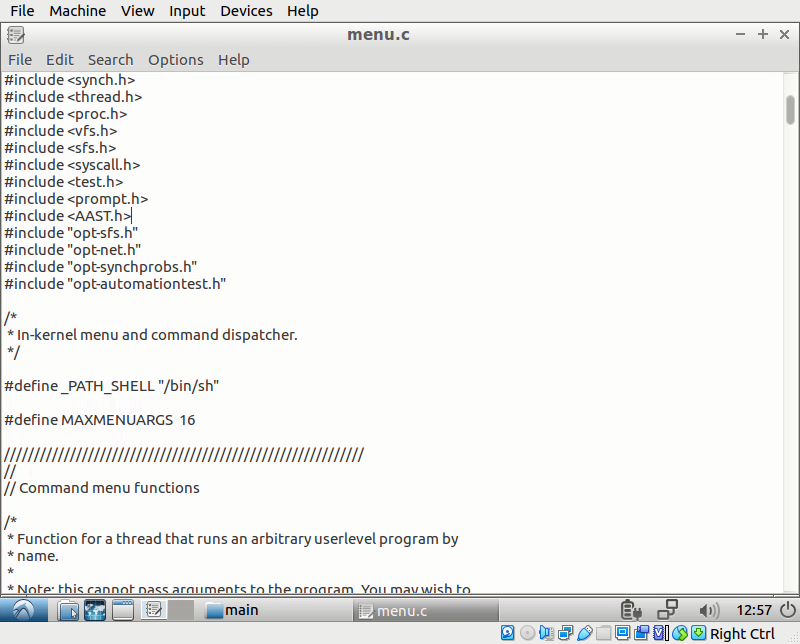 File Machine View Input Devices Help
menu.c
File Edit Search Options Help
#include <synch.h>
#include <thread.h>
#include <proc.h>
#include <vfs.h>
#include <sfs.h>
#include <syscall.h>
#include <test.h>
#include <prompt.h>
#include <AAST.h>
#include "opt-sfs.h"
#include "opt-net.h"
#include "opt-synchprobs.h"
#include "opt-automationtest.h"
/*
* In-kernel menu and command dispatcher.
*/
#define _PATH_SHELL "/bin/sh"
#define MAXMENUARGS 16
////////////////////////////////////////////////////////////
//
// Command menu functions
/*
* Function for a thread that runs an arbitrary userlevel program by
* name.
*
* Note: this cannot pass arguments to the program. You may wish to
main
menu.c
12:57
Right Ctrl